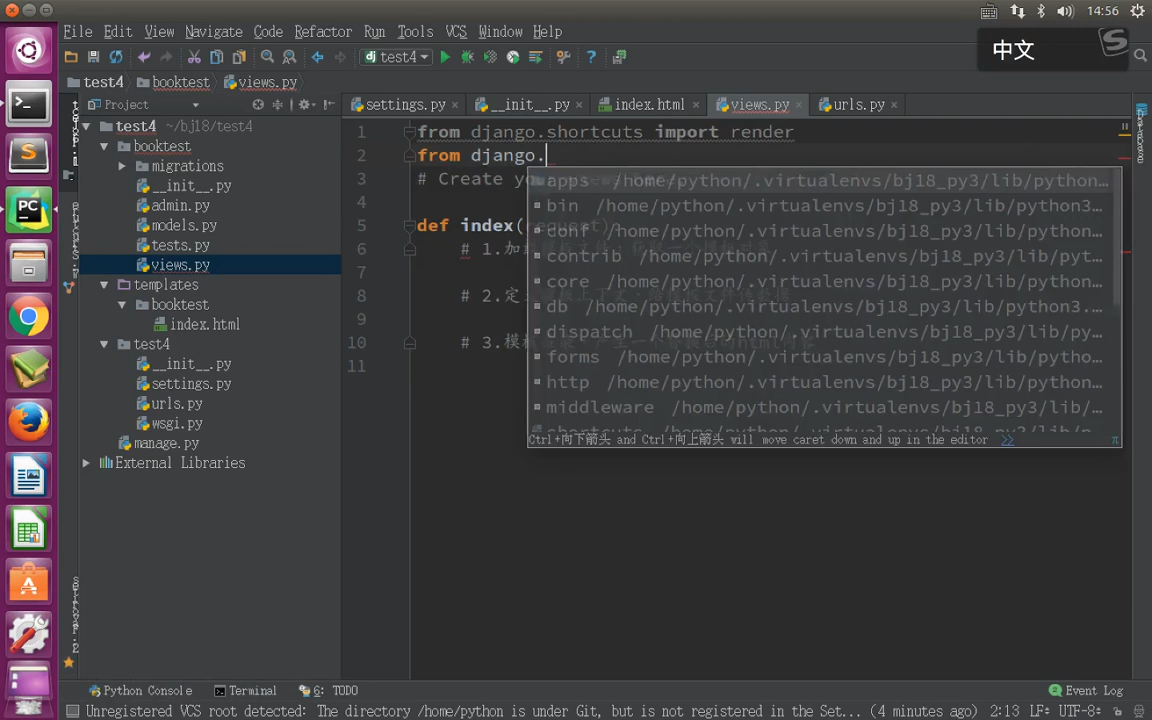 14:56
File Edit View Navigate Code Refactor Run Tools VCS Window Help
中文
test4
test4 booktest views.py
Project
settings.py × __init__.py × index.html × views.py × urls.py ×
test4 ~/bj18/test4
booktest
migrations
__init__.py
admin.py
models.py
tests.py
views.py
templates
booktest
index.html
test4
__init__.py
settings.py
urls.py
wsgi.py
manage.py
External Libraries
1 from django.shortcuts import render
2 from django.
3 # Create
4
5 def index(
6 # 1.加
7
8 # 2.定
9
10 # 3.模
11
apps /home/python/.virtualenvs/bj18_py3/lib/python...
bin /home/python/.virtualenvs/bj18_py3/lib/python3...
conf /home/python/.virtualenvs/bj18_py3/lib/python...
contrib /home/python/.virtualenvs/bj18_py3/lib/pyt...
core /home/python/.virtualenvs/bj18_py3/lib/python...
db /home/python/.virtualenvs/bj18_py3/lib/python3....
dispatch /home/python/.virtualenvs/bj18_py3/lib/py...
forms /home/python/.virtualenvs/bj18_py3/lib/pytho...
http /home/python/.virtualenvs/bj18_py3/lib/python...
middleware /home/python/.virtualenvs/bj18_py3/lib/...
Ctrl+向下箭头 and Ctrl+向上箭头 will move caret down and up in the editor >> π
Python Console Terminal 6: TODO Event Log
Unregistered VCS root detected: The directory /home/python is under Git, but is not registered in the Set... (4 minutes ago) 2:13 LF÷ UTF-8÷